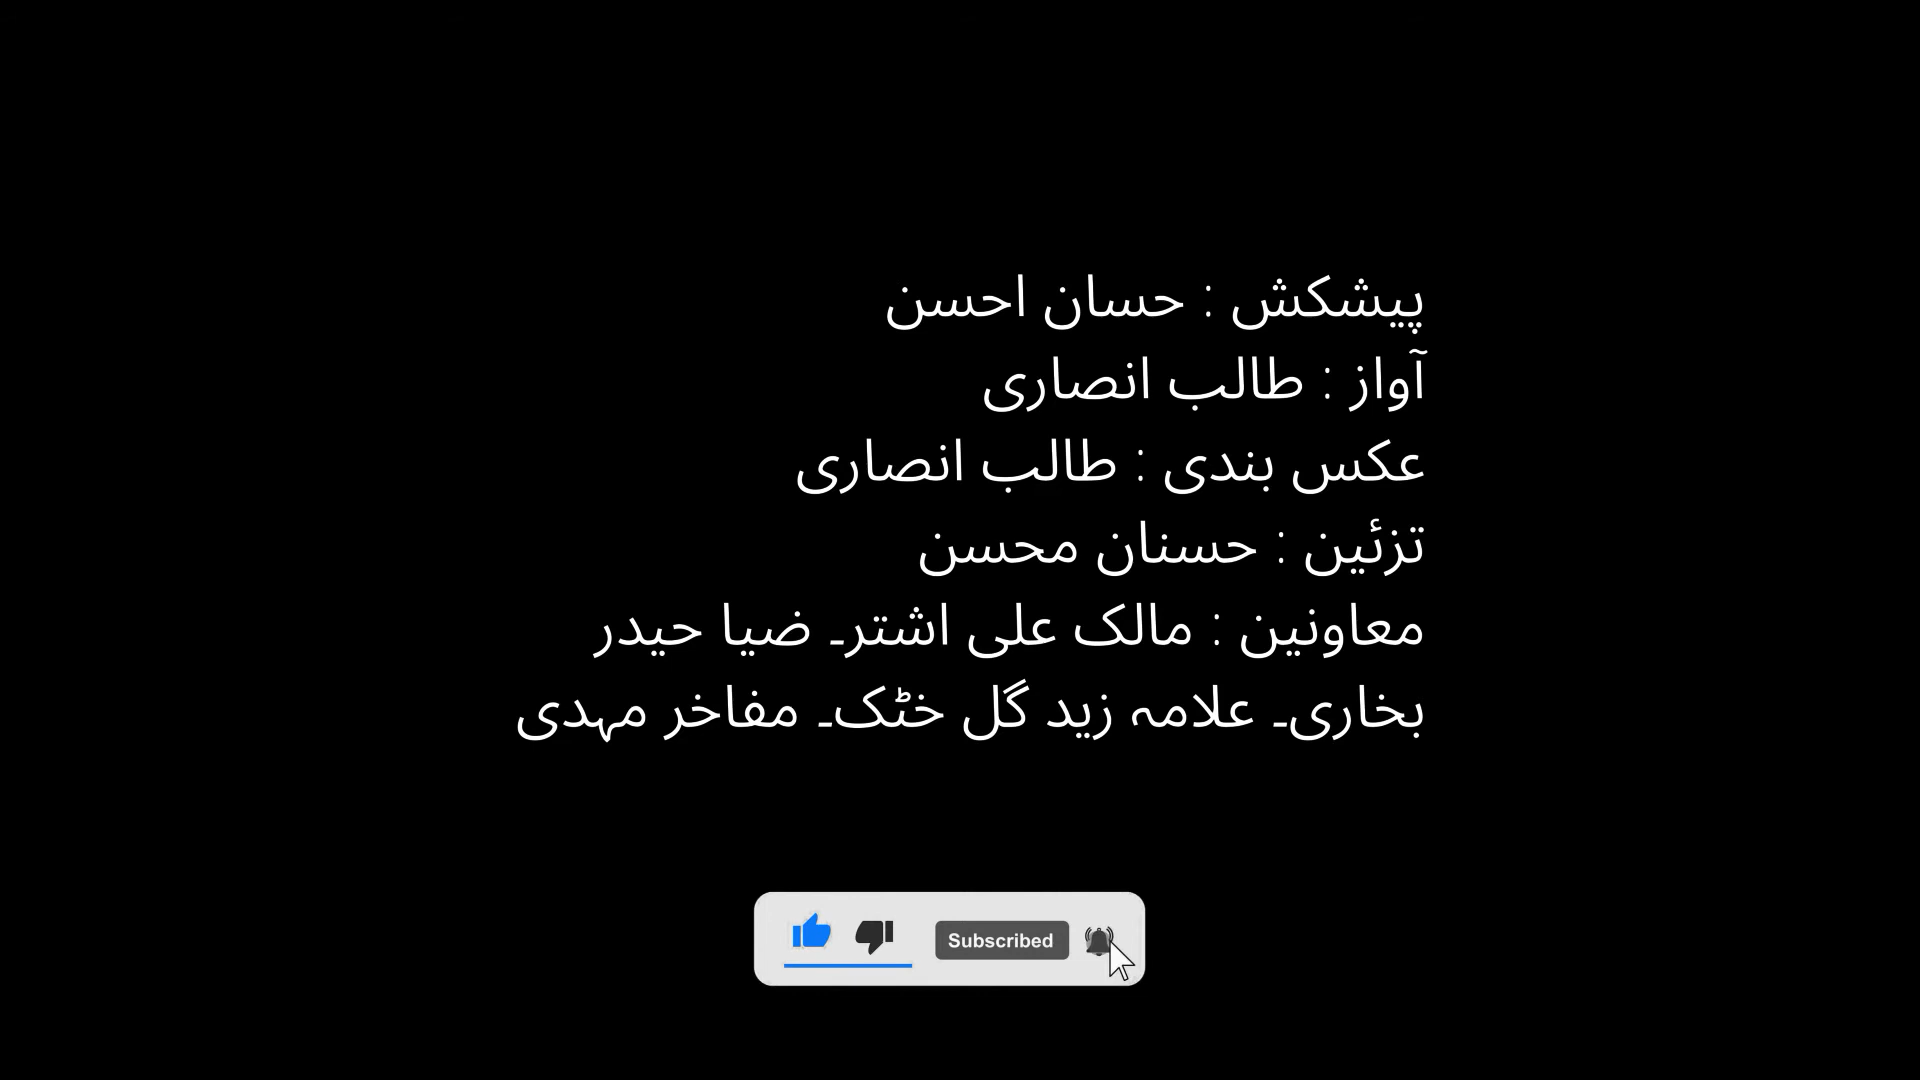 پیشکش : حسان احسن
آواز : طالب انصاری
عکس بندی : طالب انصاری
تزئین : حسنان محسن
معاونین : مالک علی اشتر۔ ضیا حیدر
بخاری۔ علامہ زید گل خٹک۔ مفاخر مہدی
Subscribed